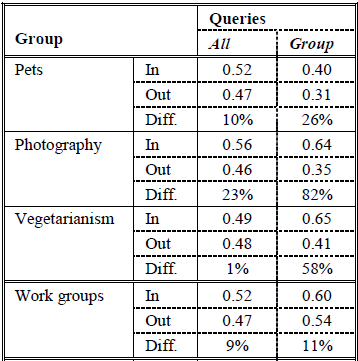 Group Queries
All Group
Pets In 0.52 0.40
Out 0.47 0.31
Diff. 10% 26%
Photography In 0.56 0.64
Out 0.46 0.35
Diff. 23% 82%
Vegetarianism In 0.49 0.65
Out 0.48 0.41
Diff. 1% 58%
Work groups In 0.52 0.60
Out 0.47 0.54
Diff. 9% 11%